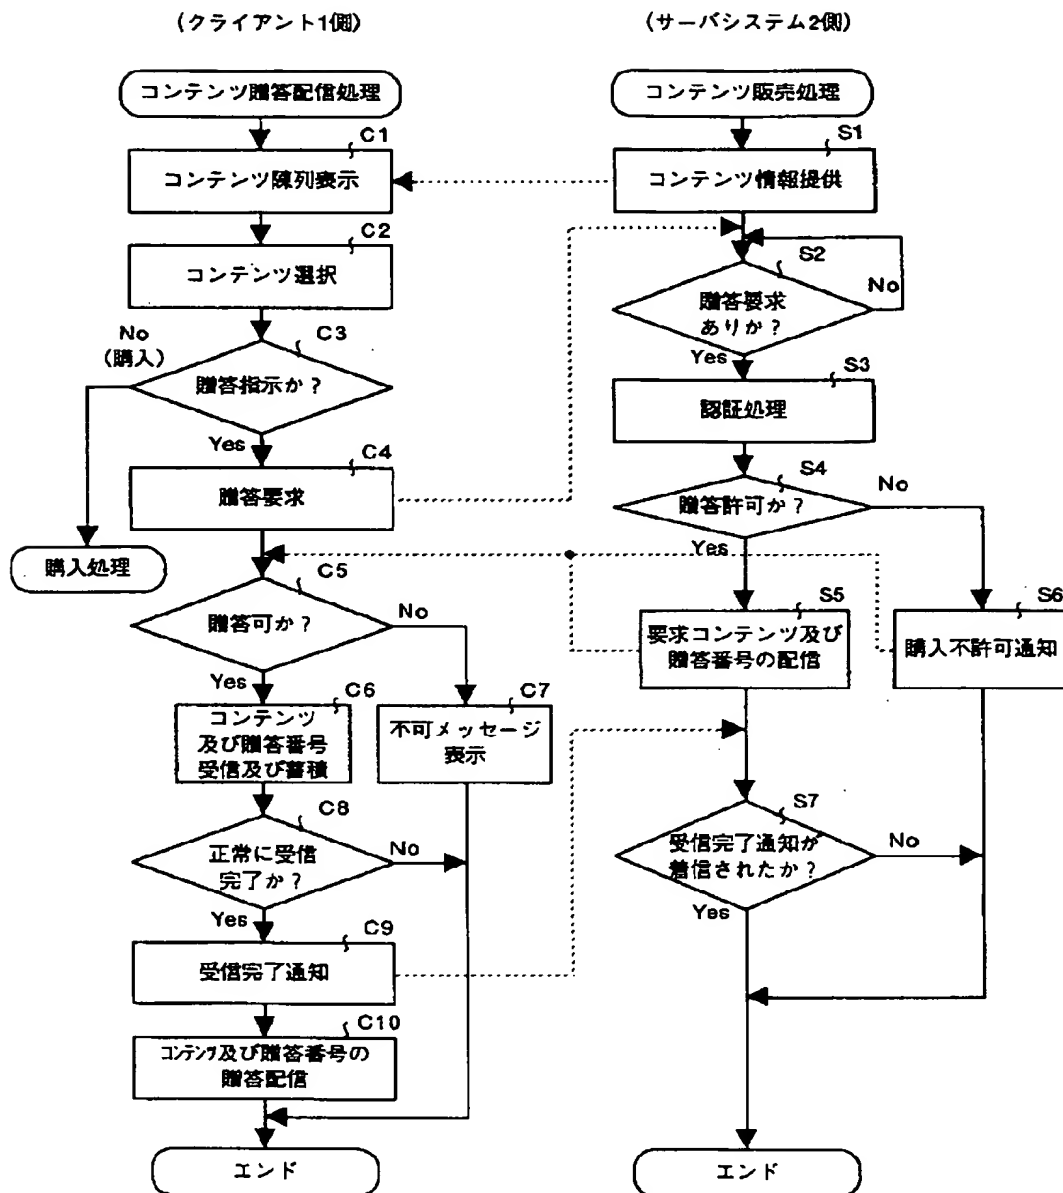 (クライアント1側)
コンテンツ贈答配信処理
C1
コンテンツ陳列表示
C2
コンテンツ選択
C3
No
(購入)
贈答指示か?
Yes
C4
贈答要求
購入処理
C5
贈答可か?
No
Yes
C6
コンテンツ
及び贈答番号
受信及び蓄積
C7
不可メッセージ
表示
C8
正常に受信
完了か?
No
Yes
C9
受信完了通知
C10
コンテンツ及び贈答番号の
贈答配信
エンド
(サーバシステム2側)
コンテンツ販売処理
S1
コンテンツ情報提供
S2
贈答要求
ありか?
No
Yes
S3
認証処理
S4
贈答許可か?
No
Yes
S5
要求コンテンツ及び
贈答番号の配信
S6
購入不許可通知
S7
受信完了通知が
着信されたか?
No
Yes
エンド